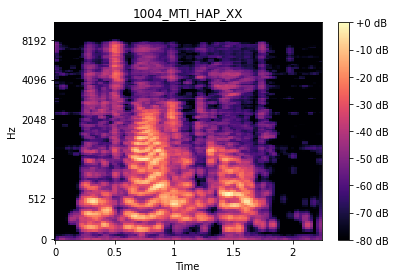 1004_MTI_HAP_XX
+0 dB
8192
-10 dB
4096
-20 dB
-30 dB
2048
Hz
-40 dB
1024
-50 dB
512
-60 dB
-70 dB
0
-80 dB
0 0.5 1 1.5 2
Time